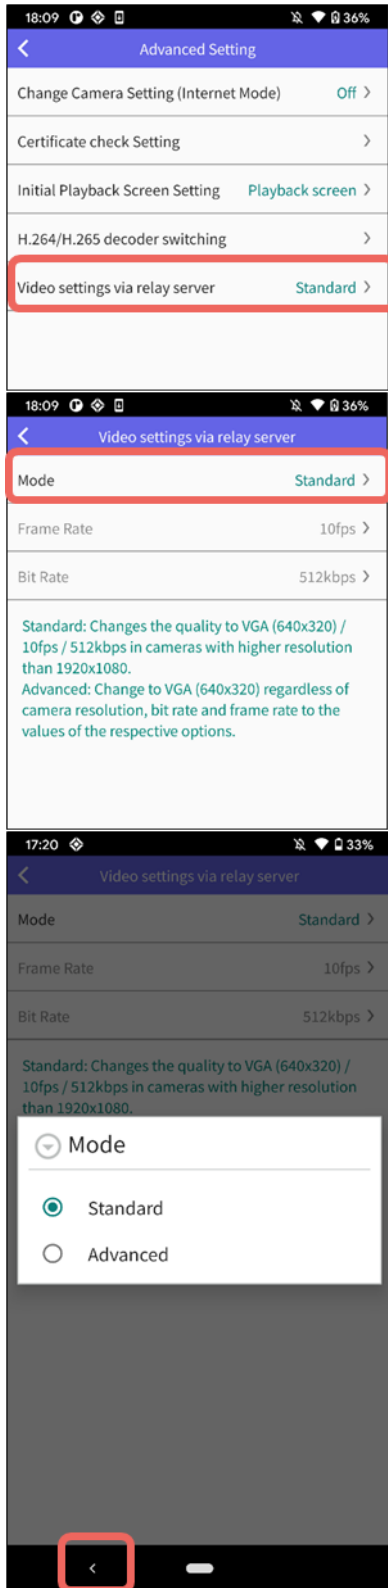 18:09 36%
Advanced Setting
Change Camera Setting (Internet Mode) Off
Certificate check Setting
Initial Playback Screen Setting Playback screen
H.264/H.265 decoder switching
Video settings via relay server Standard
18:09 36%
Video settings via relay server
Mode Standard
Frame Rate 10fps
Bit Rate 512kbps
Standard: Changes the quality to VGA (640x320) /
10fps / 512kbps in cameras with higher resolution
than 1920x1080.
Advanced: Change to VGA (640x320) regardless of
camera resolution, bit rate and frame rate to the
values of the respective options.
17:20 33%
Video settings via relay server
Mode Standard
Frame Rate 10fps
Bit Rate 512kbps
Standard: Changes the quality to VGA (640x320) /
10fps / 512kbps in cameras with higher resolution
than 1920x1080.
Mode
Standard
Advanced